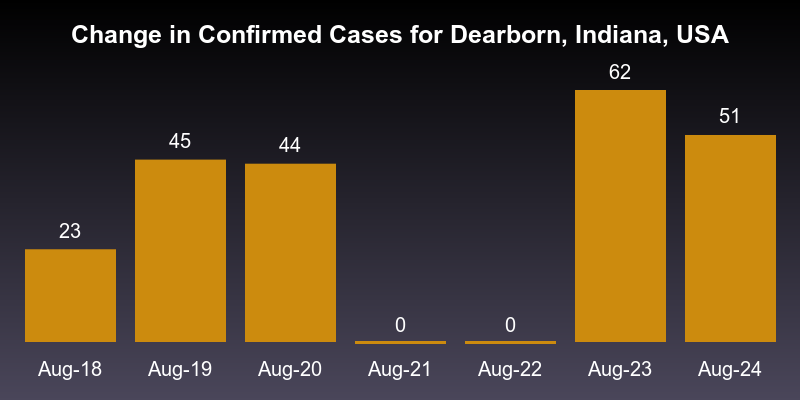 Change in Confirmed Cases for Dearborn, Indiana, USA
62
51
45
44
23
0
0
Aug-18
Aug-19
Aug-20
Aug-21
Aug-22
Aug-23
Aug-24